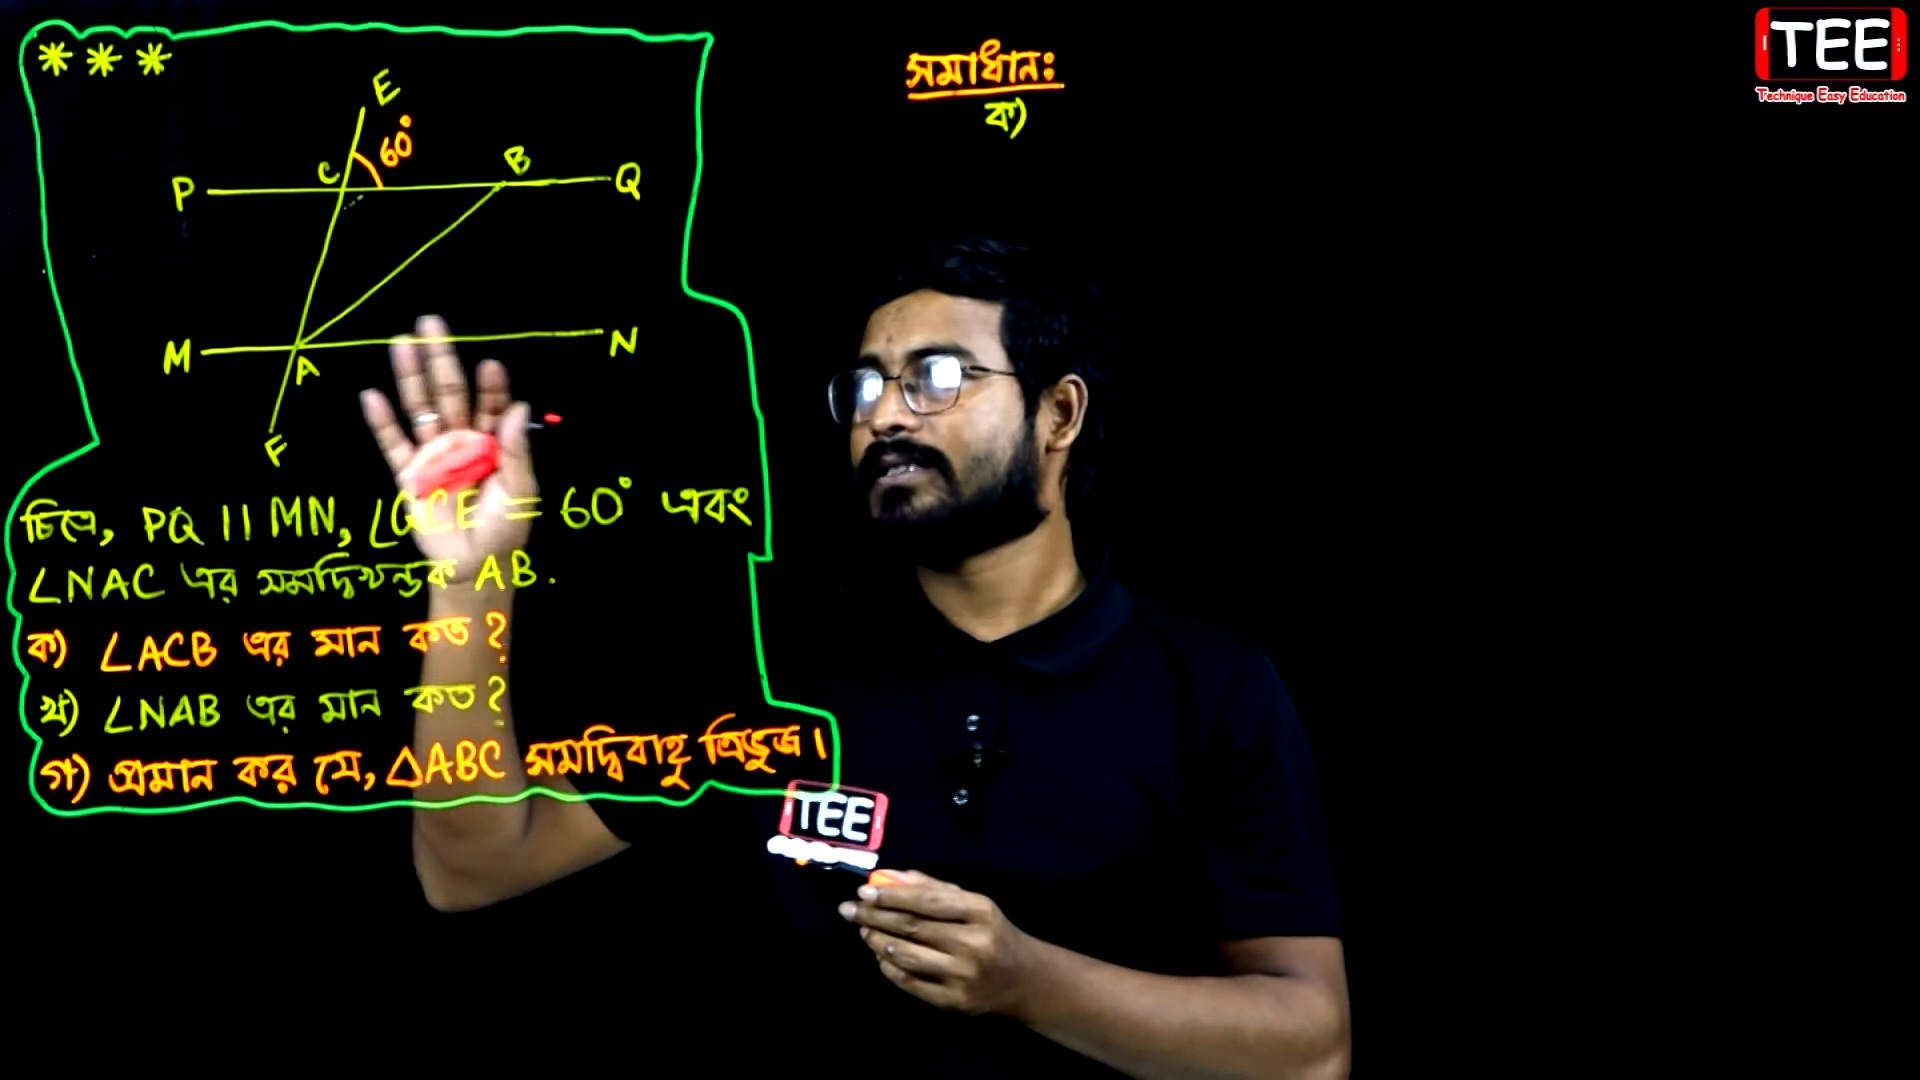 ***
E
60°
C
B
P
Q
M
N
A
F
চিত্রে, PQ || MN, ∠QCE = 60° এবং
∠NAC এর সমদ্বিখন্ডক AB.
ক) ∠ACB এর মান কত?
খ) ∠NAB এর মান কত?
গ) প্রমান কর যে, △ABC সমদ্বিবাহু ত্রিভুজ।
সমাধানঃ
ক)
TEE
Technique Easy Education
TEE